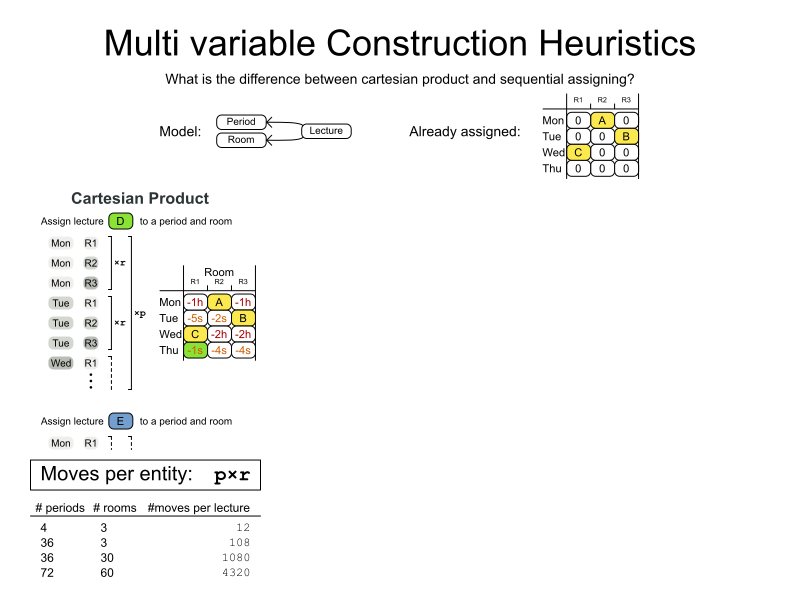 Multi variable Construction Heuristics
What is the difference between cartesian product and sequential assigning?
Model:
Period
Room
Lecture
Already assigned:
R1 R2 R3
Mon 0 A 0
Tue 0 0 B
Wed C 0 0
Thu 0 0 0
Cartesian Product
Assign lecture D to a period and room
Mon R1
Mon R2
Mon R3
Tue R1
Tue R2
Tue R3
Wed R1
×r
×r
×p
Room
R1 R2 R3
Mon -1h A -1h
Tue -5s -2s B
Wed C -2h -2h
Thu -1s -4s -4s
Assign lecture E to a period and room
Mon R1
Moves per entity: p×r
# periods # rooms #moves per lecture
4 3 12
36 3 108
36 30 1080
72 60 4320